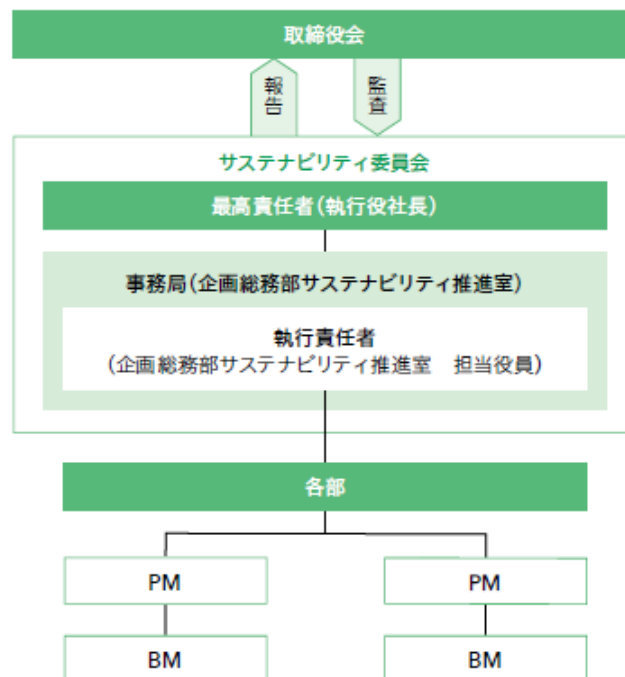 取締役会
報告
監査
サステナビリティ委員会
最高責任者(執行役社長)
事務局(企画総務部サステナビリティ推進室)
執行責任者
(企画総務部サステナビリティ推進室　担当役員)
各部
PM
PM
BM
BM